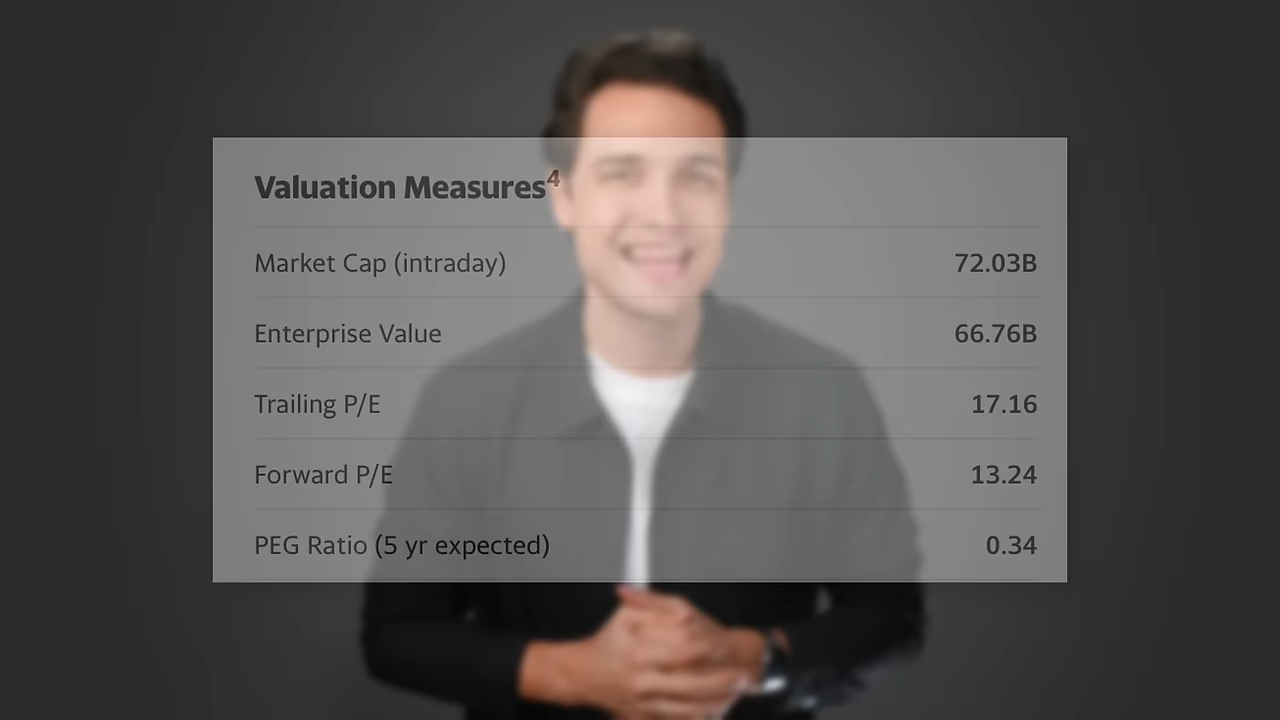 Valuation Measures4
Market Cap (intraday) 72.03B
Enterprise Value 66.76B
Trailing P/E 17.16
Forward P/E 13.24
PEG Ratio (5 yr expected) 0.34